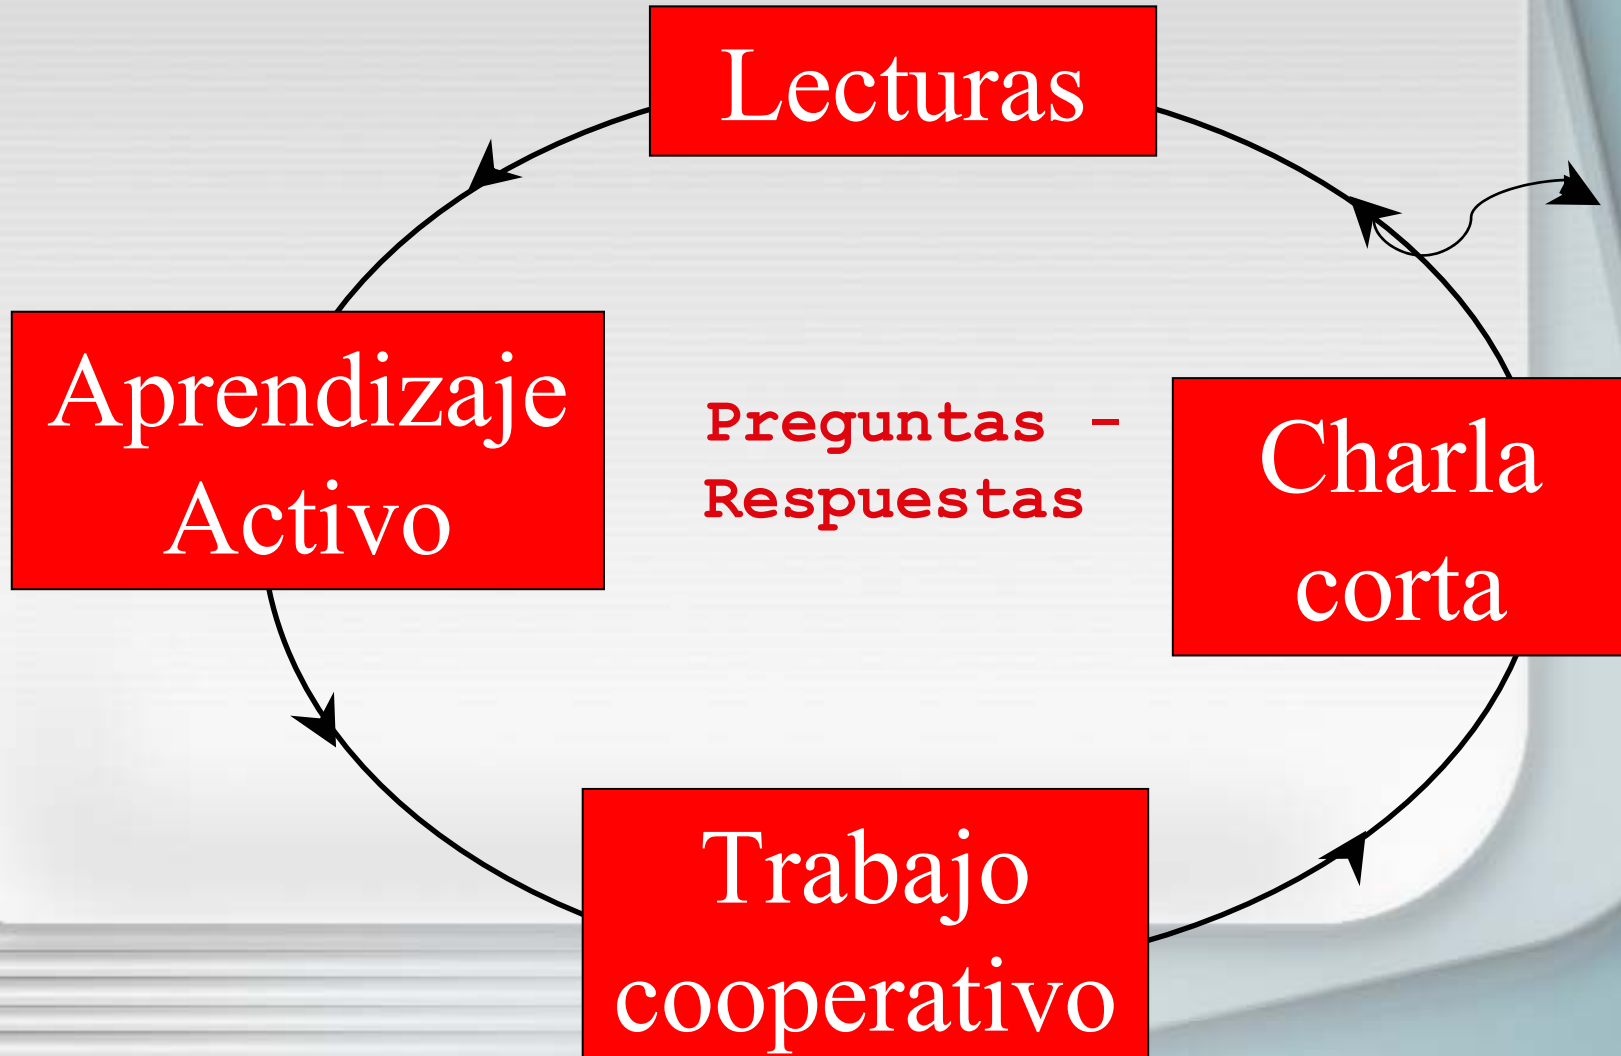 Lecturas
Aprendizaje
Activo
Preguntas -
Respuestas
Charla
corta
Trabajo
cooperativo